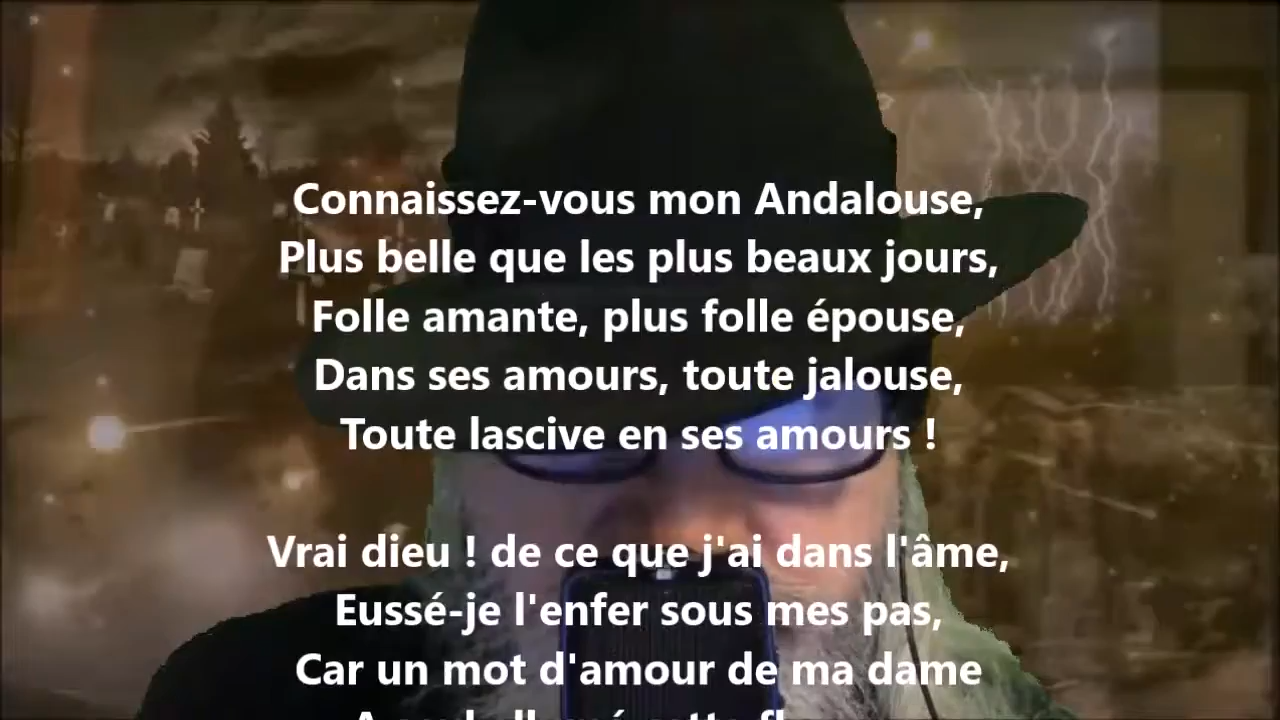 Connaissez-vous mon Andalouse,
Plus belle que les plus beaux jours,
Folle amante, plus folle épouse,
Dans ses amours, toute jalouse,
Toute lascive en ses amours !
Vrai dieu ! de ce que j'ai dans l'âme,
Eussé-je l'enfer sous mes pas,
Car un mot d'amour de ma dame